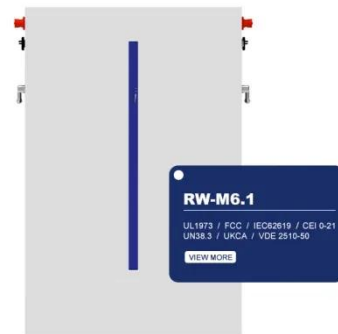 RW-M6.1
UL1973 / FCC / IEC62619 / CEI 0-21
UN38.3 / UKCA / VDE 2510-50
VIEW MORE